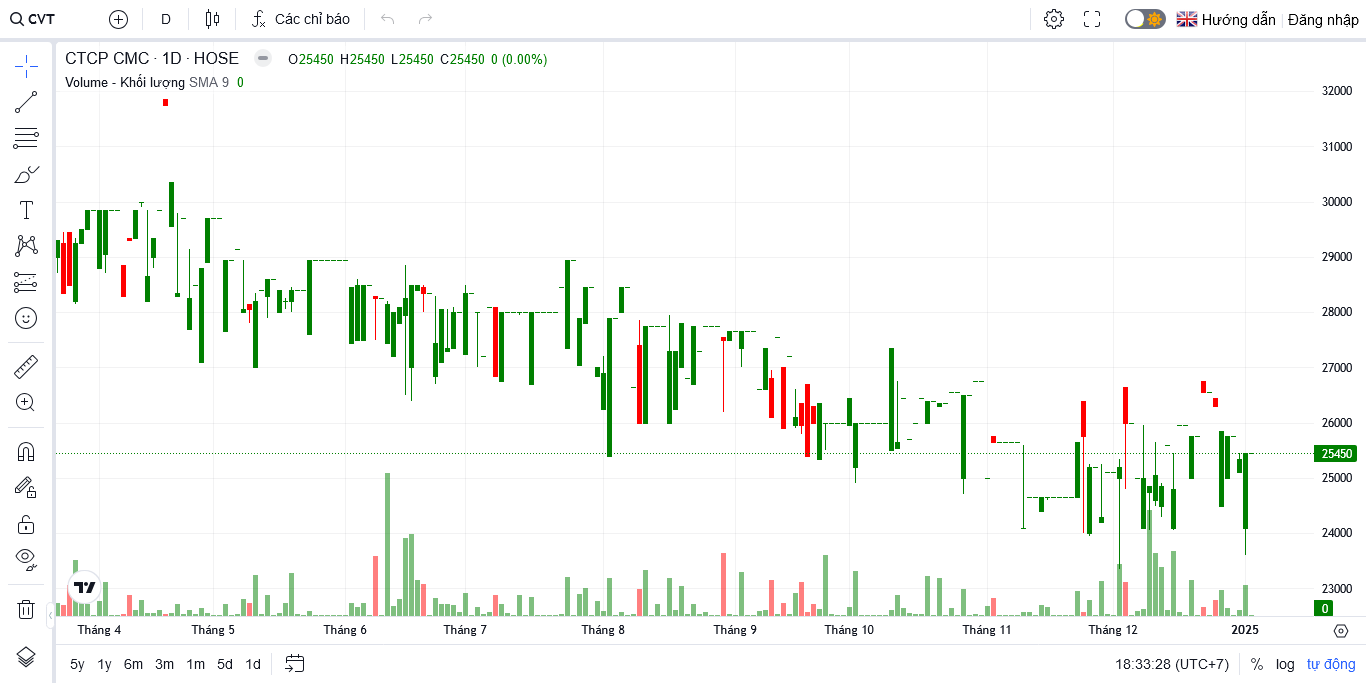 CVT D Các chỉ báo Hướng dẫn Đăng nhập
CTCP CMC · 1D · HOSE O25450 H25450 L25450 C25450 0 (0.00%)
Volume - Khối lượng SMA 9 0
32000
31000
30000
29000
28000
27000
26000
25450
25000
24000
23000
0
Tháng 4 Tháng 5 Tháng 6 Tháng 7 Tháng 8 Tháng 9 Tháng 10 Tháng 11 Tháng 12 2025
5y 1y 6m 3m 1m 5d 1d 18:33:28 (UTC+7) % log tự động